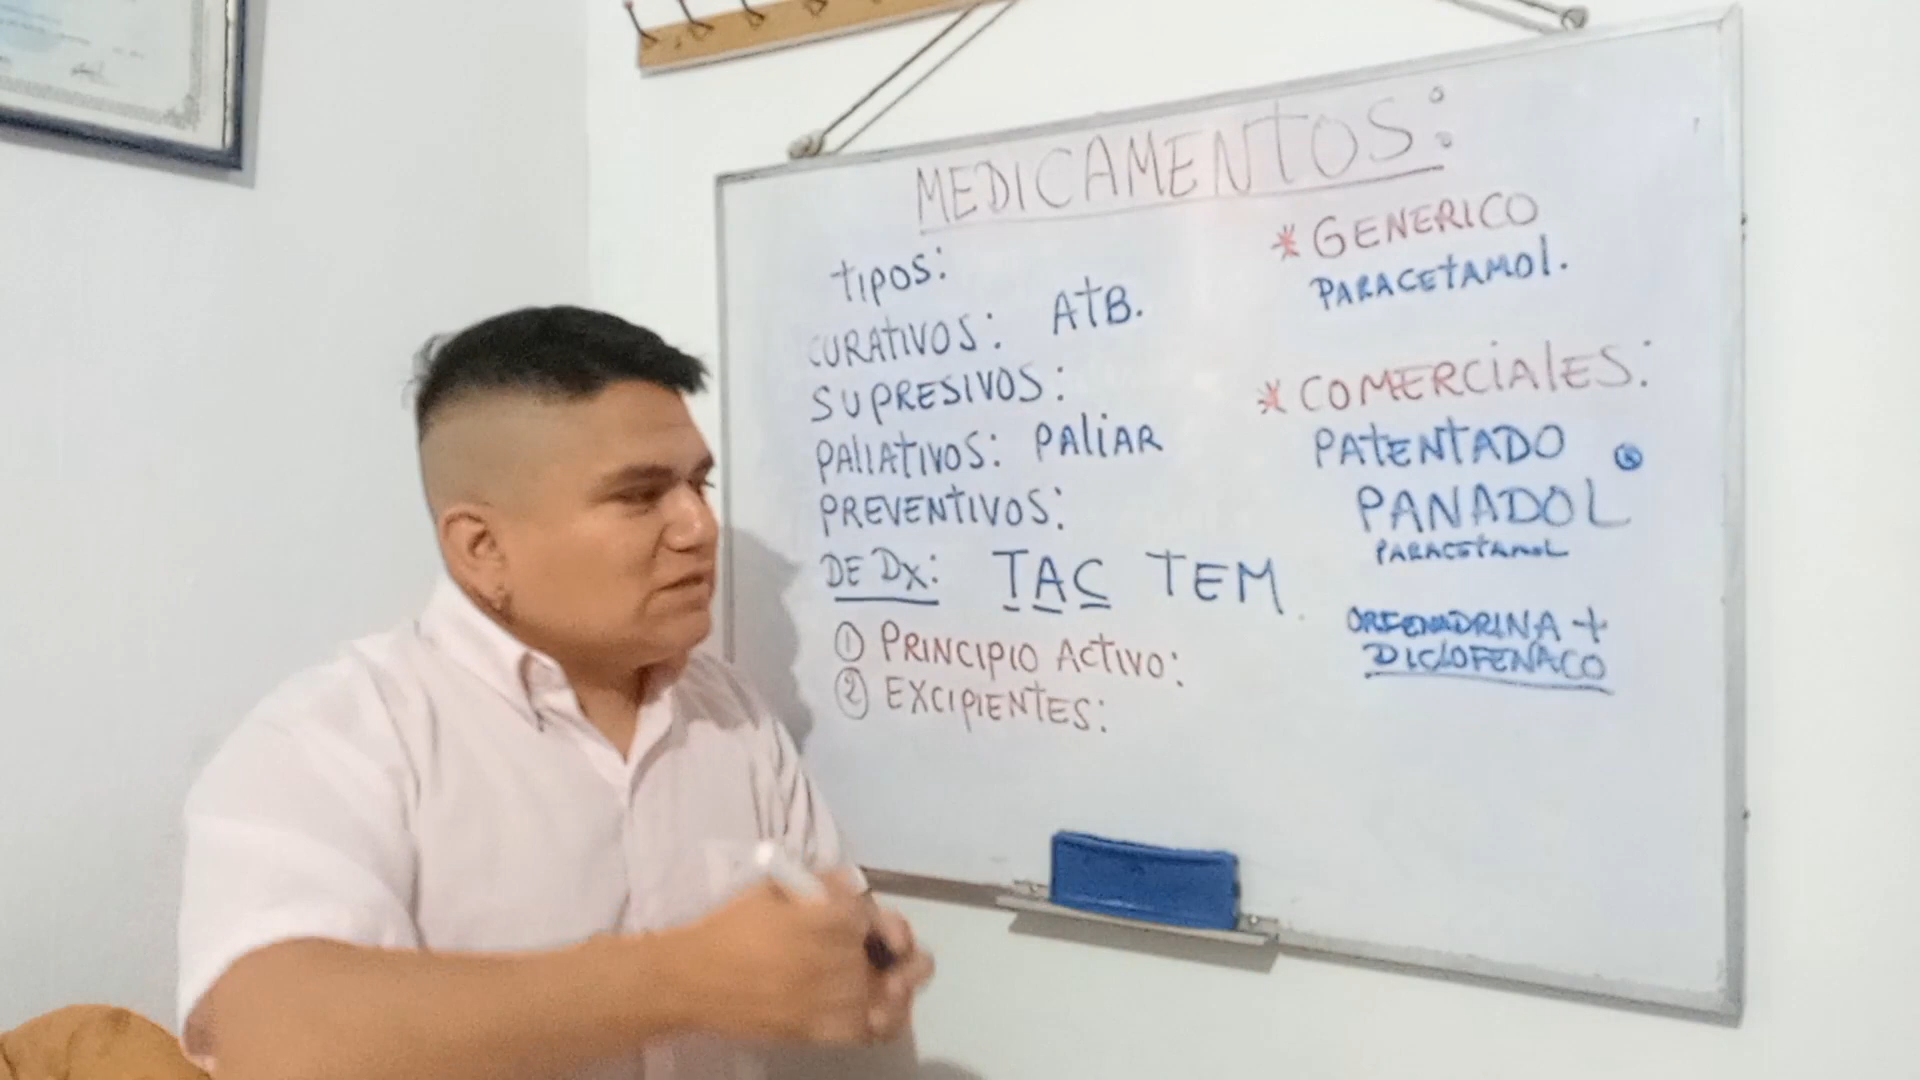 MEDICAMENTOS:
TIPOS:
CURATIVOS: ATB.
SUPRESIVOS:
PALIATIVOS: PALIAR
PREVENTIVOS:
DE DX: TAC TEM
① PRINCIPIO ACTIVO:
② EXCIPIENTES:
* GENERICO
PARACETAMOL.
* COMERCIALES:
PATENTADO
PANADOL ®
PARACETAMOL
ORFENADRINA +
DICLOFENACO